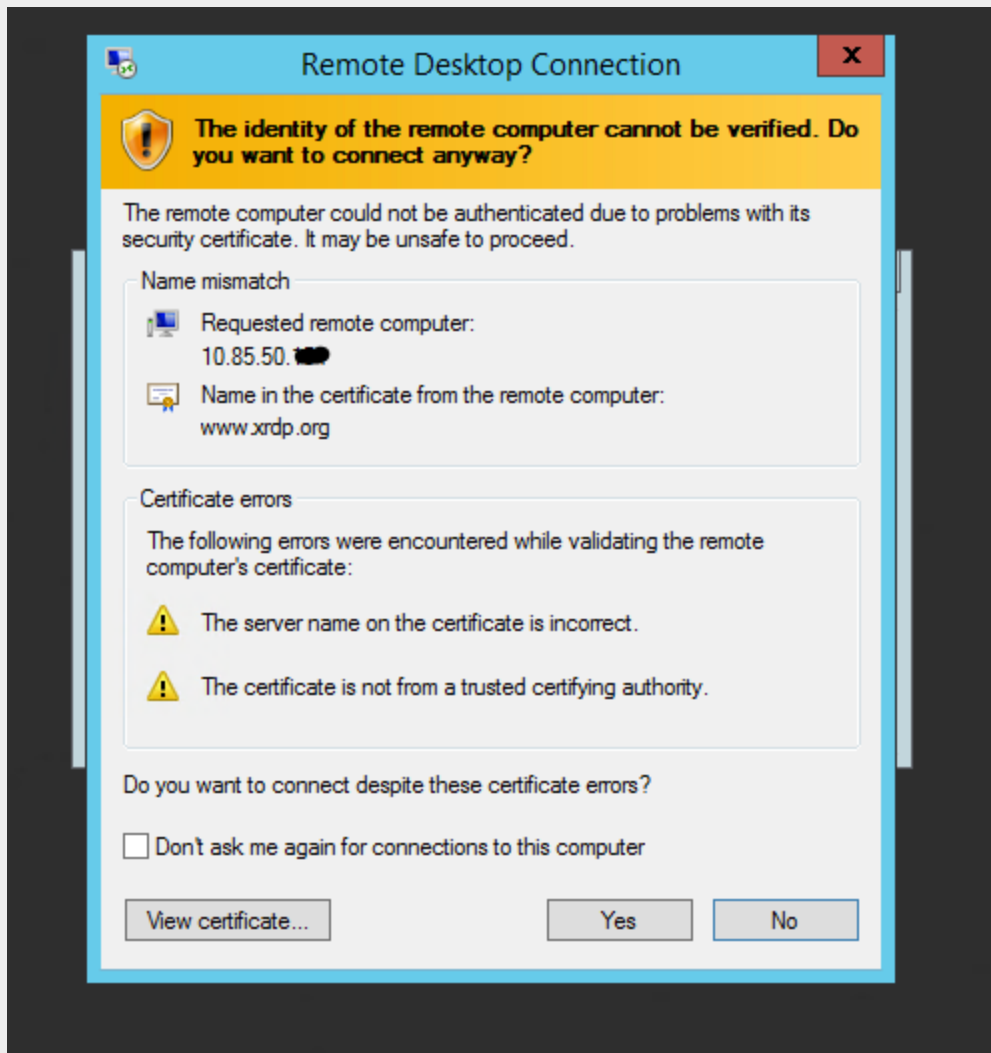 Remote Desktop Connection
x
The identity of the remote computer cannot be verified. Do
you want to connect anyway?
The remote computer could not be authenticated due to problems with its
security certificate. It may be unsafe to proceed.
Name mismatch
Requested remote computer:
10.85.50.
Name in the certificate from the remote computer:
www.xrdp.org
Certificate errors
The following errors were encountered while validating the remote
computer's certificate:
The server name on the certificate is incorrect.
The certificate is not from a trusted certifying authority.
Do you want to connect despite these certificate errors?
Don't ask me again for connections to this computer
View certificate...
Yes
No